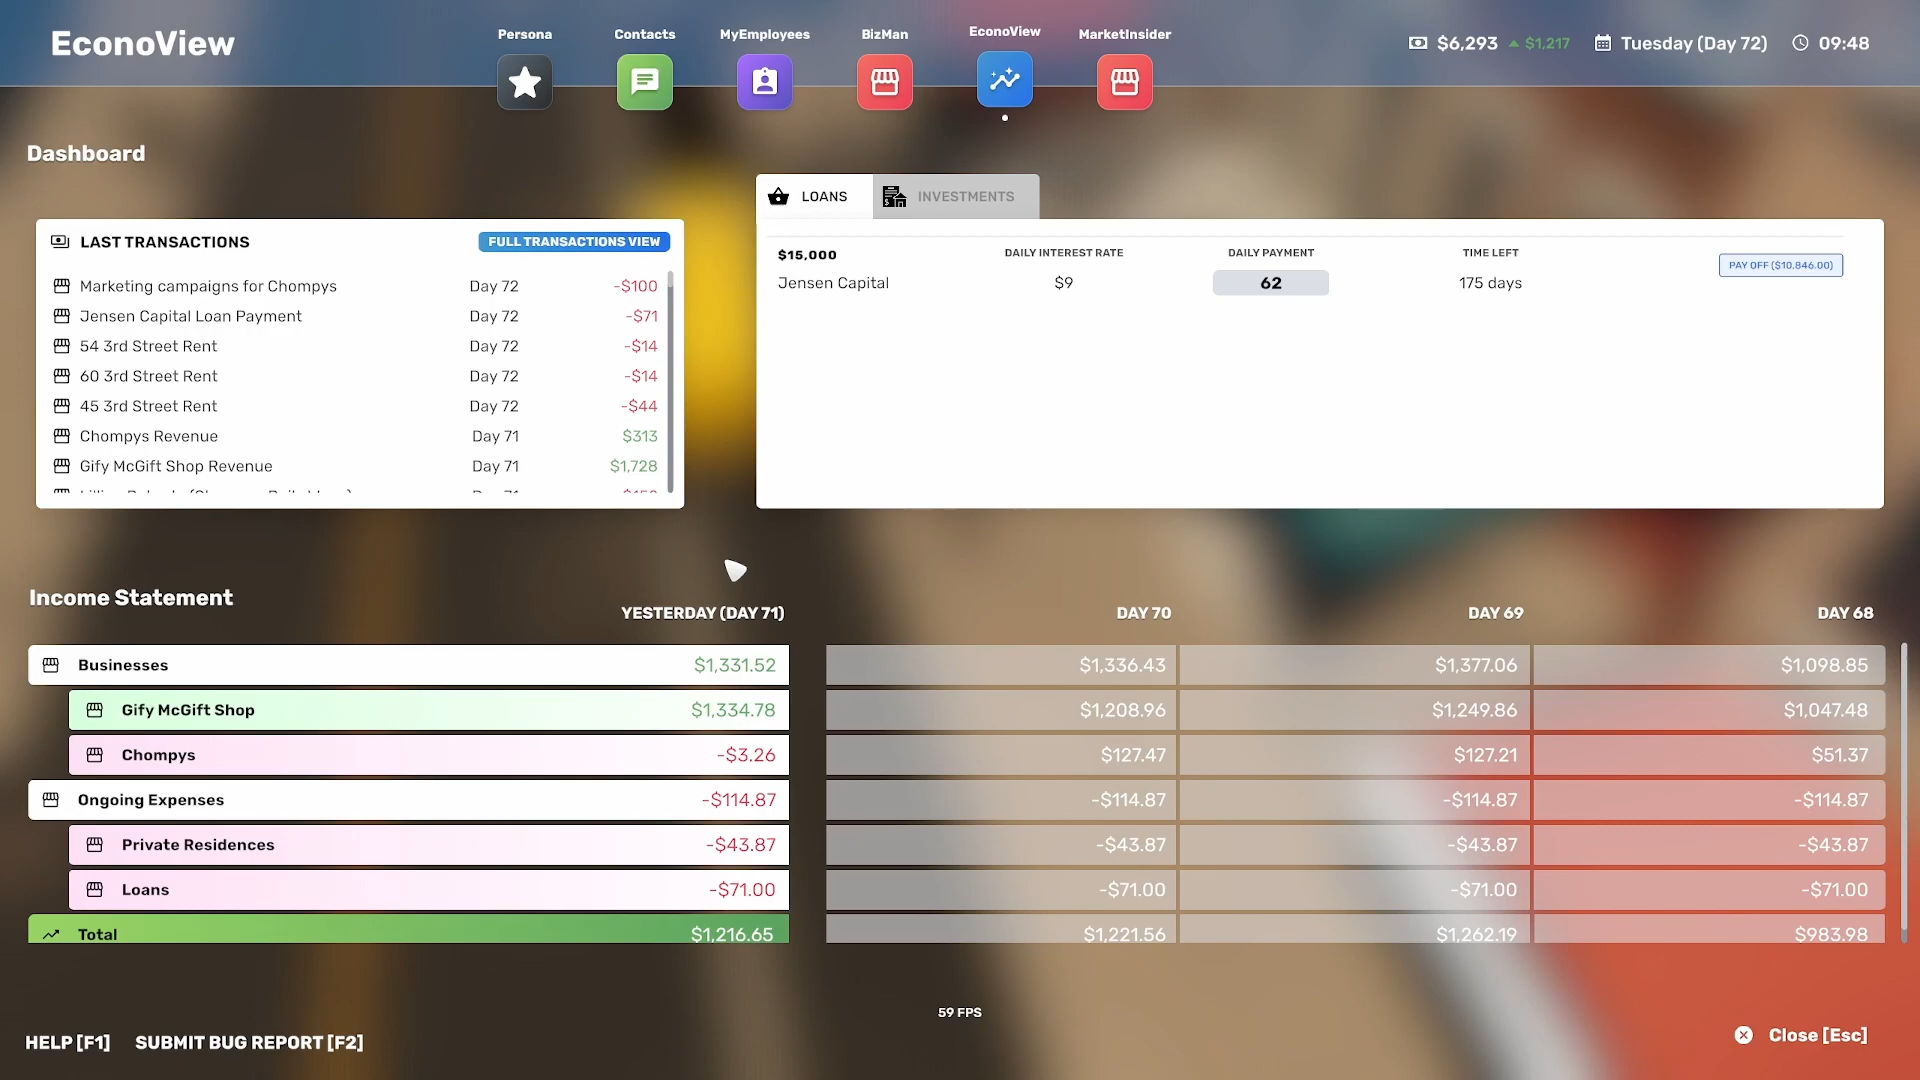 EconoView
Persona
Contacts
MyEmployees
BizMan
EconoView
MarketInsider
$6,293 $1,217 Tuesday (Day 72) 09:48
Dashboard
LOANS INVESTMENTS
LAST TRANSACTIONS FULL TRANSACTIONS VIEW
Marketing campaigns for Chompys Day 72 -$100
Jensen Capital Loan Payment Day 72 -$71
54 3rd Street Rent Day 72 -$14
60 3rd Street Rent Day 72 -$14
45 3rd Street Rent Day 72 -$44
Chompys Revenue Day 71 $313
Gify McGift Shop Revenue Day 71 $1,728
$15,000 DAILY INTEREST RATE DAILY PAYMENT TIME LEFT PAY OFF ($10,846.00)
Jensen Capital $9 62 175 days
Income Statement
YESTERDAY (DAY 71) DAY 70 DAY 69 DAY 68
Businesses $1,331.52 $1,336.43 $1,377.06 $1,098.85
Gify McGift Shop $1,334.78 $1,208.96 $1,249.86 $1,047.48
Chompys -$3.26 $127.47 $127.21 $51.37
Ongoing Expenses -$114.87 -$114.87 -$114.87 -$114.87
Private Residences -$43.87 -$43.87 -$43.87 -$43.87
Loans -$71.00 -$71.00 -$71.00 -$71.00
Total $1,216.65 $1,221.56 $1,262.19 $983.98
59 FPS
HELP [F1] SUBMIT BUG REPORT [F2] Close [Esc]